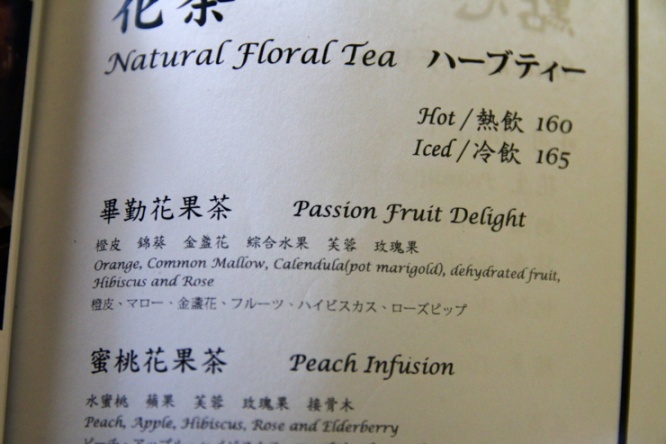 花茶
Natural Floral Tea ハーブティー
Hot / 熱飲 160
Iced / 冷飲 165
畢勤花果茶 Passion Fruit Delight
橙皮 錦葵 金盞花 綜合水果 芙蓉 玫瑰果
Orange, Common Mallow, Calendula(pot marigold), dehydrated fruit,
Hibiscus and Rose
橙皮、マロー、金盞花、フルーツ、ハイビスカス、ローズピップ
蜜桃花果茶 Peach Infusion
水蜜桃 蘋果 芙蓉 玫瑰果 接骨木
Peach, Apple, Hibiscus, Rose and Elderberry